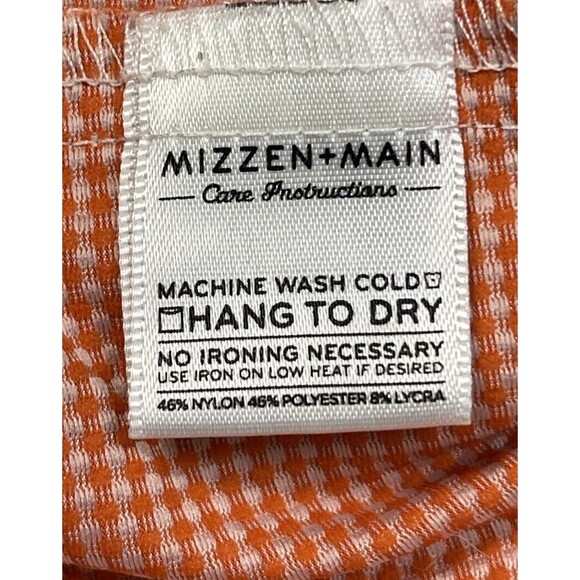 MIZZEN+MAIN
Care Instructions
MACHINE WASH COLD
HANG TO DRY
NO IRONING NECESSARY
USE IRON ON LOW HEAT IF DESIRED
46% NYLON 46% POLYESTER 8% LYCRA